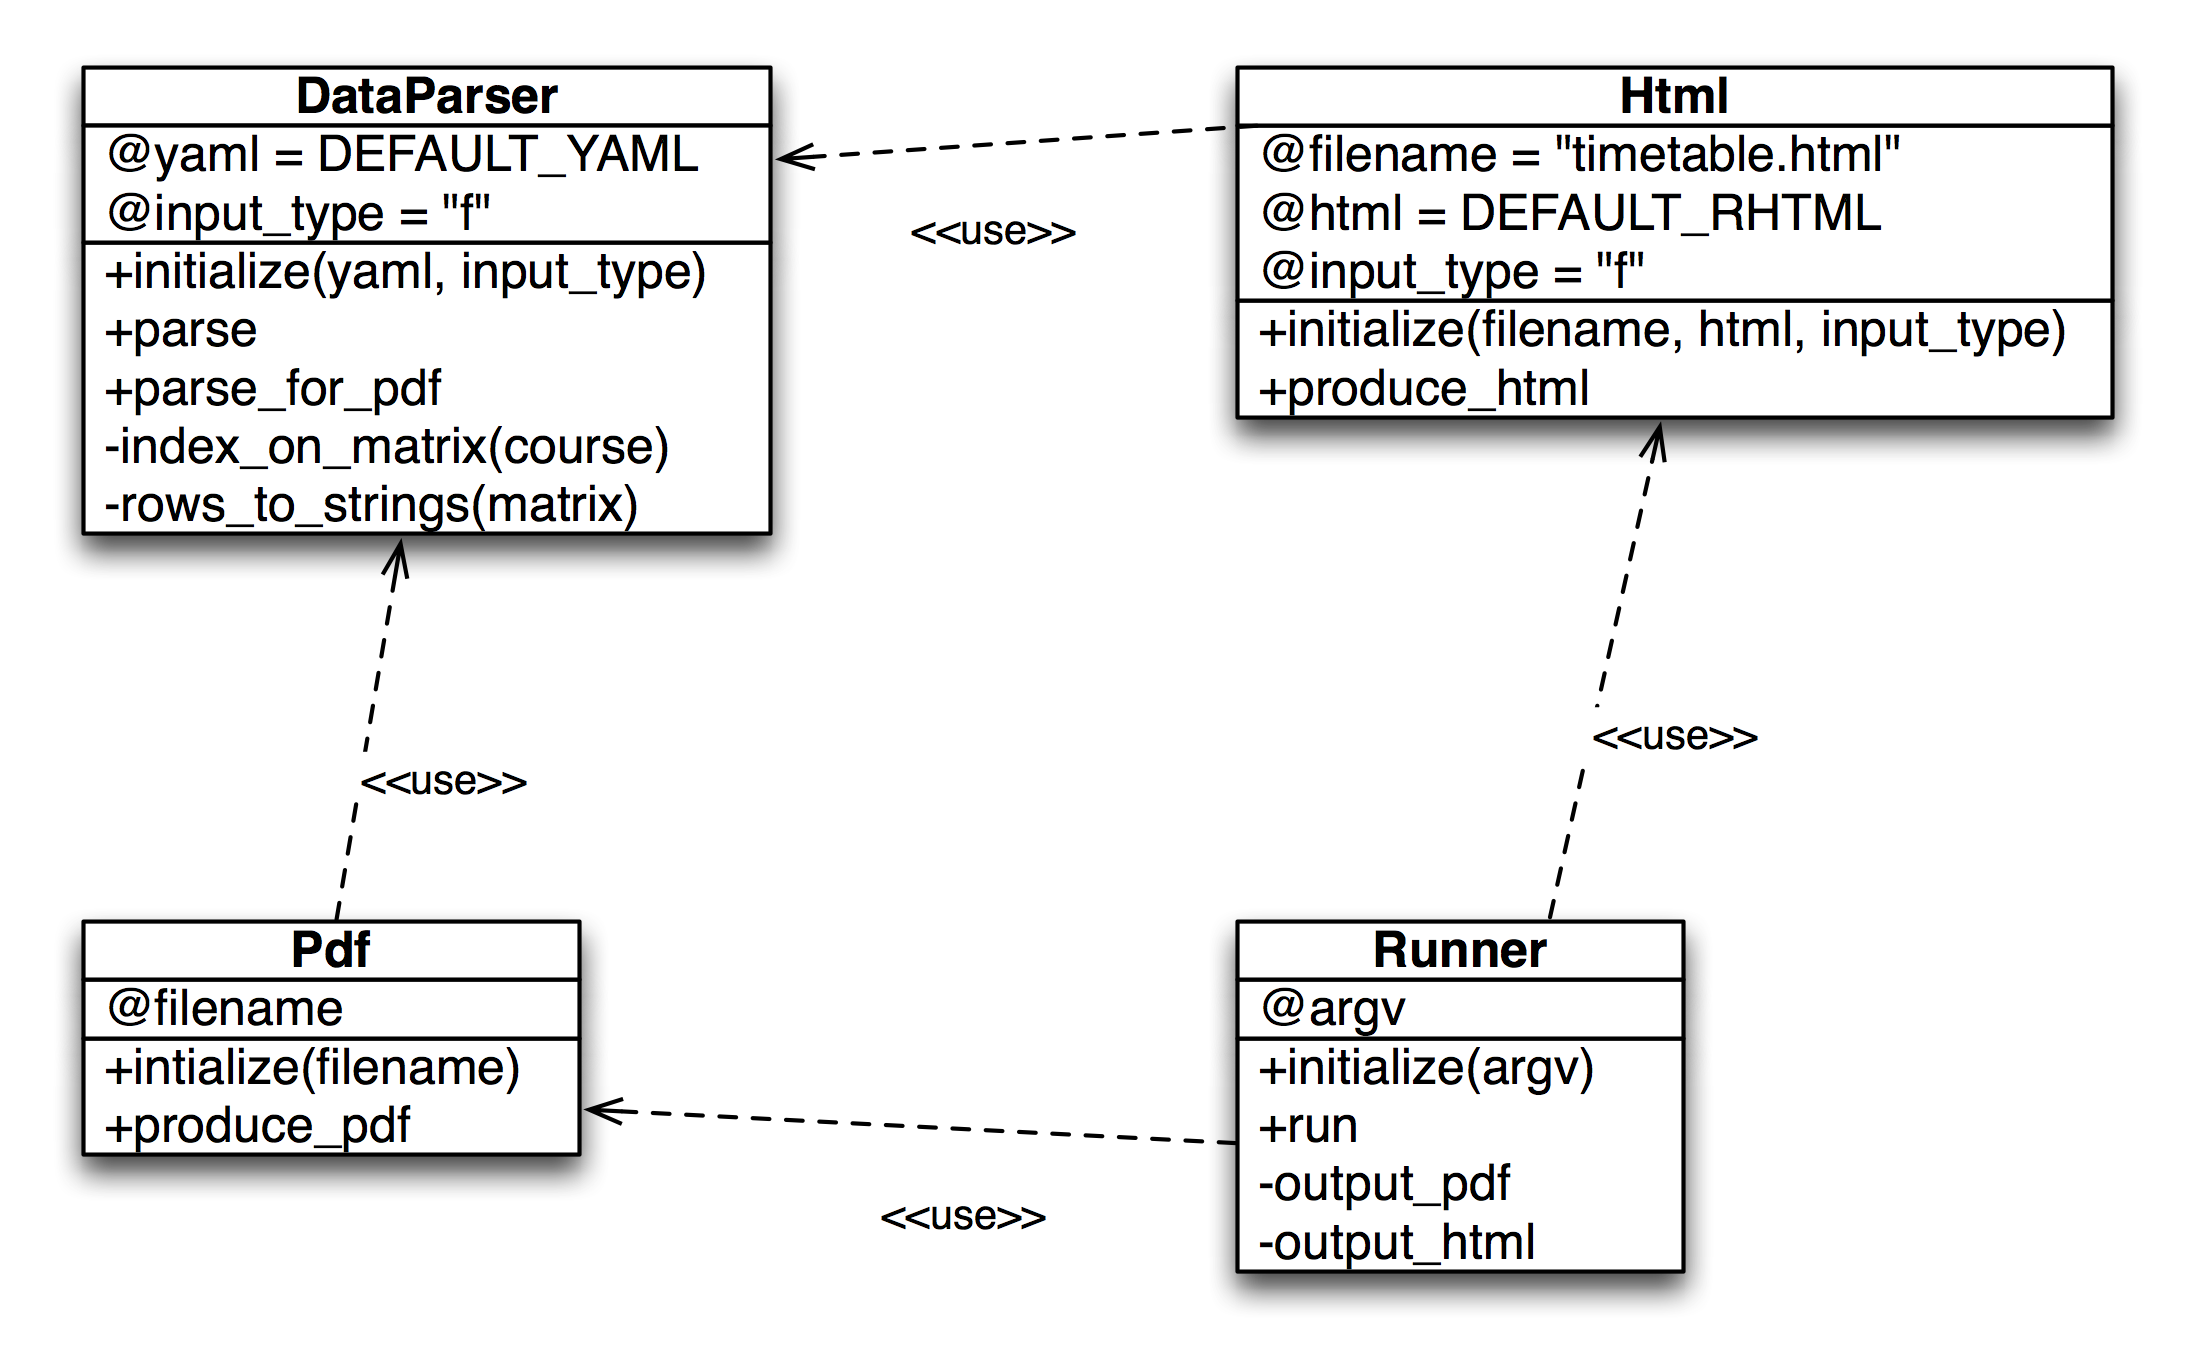 DataParser
@yaml = DEFAULT_YAML
@input_type = "f"
+initialize(yaml, input_type)
+parse
+parse_for_pdf
-index_on_matrix(course)
-rows_to_strings(matrix)
<<use>>
Html
@filename = "timetable.html"
@html = DEFAULT_RHTML
@input_type = "f"
+initialize(filename, html, input_type)
+produce_html
<<use>>
<<use>>
Pdf
@filename
+intialize(filename)
+produce_pdf
<<use>>
Runner
@argv
+initialize(argv)
+run
-output_pdf
-output_html